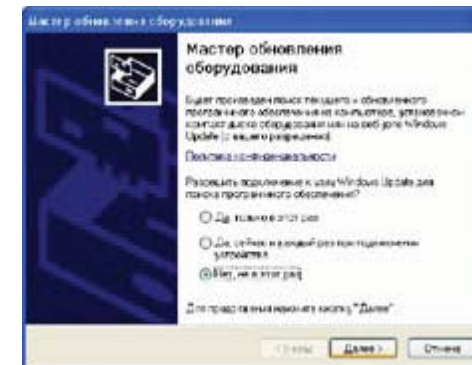 Мастер обновления оборудования
Мастер обновления
оборудования
Будет произведен поиск текущего и обновленного
программного обеспечения на компьютере, установочном
компакт-диске оборудования или на веб-узле Windows
Update (с вашего разрешения).
Политика конфиденциальности
Разрешить подключение к узлу Windows Update для
поиска программного обеспечения?
Да, только в этот раз
Да, сейчас и каждый раз при подключении
устройства
Нет, не в этот раз
Для продолжения нажмите кнопку "Далее".
< Назад
Далее >
Отмена